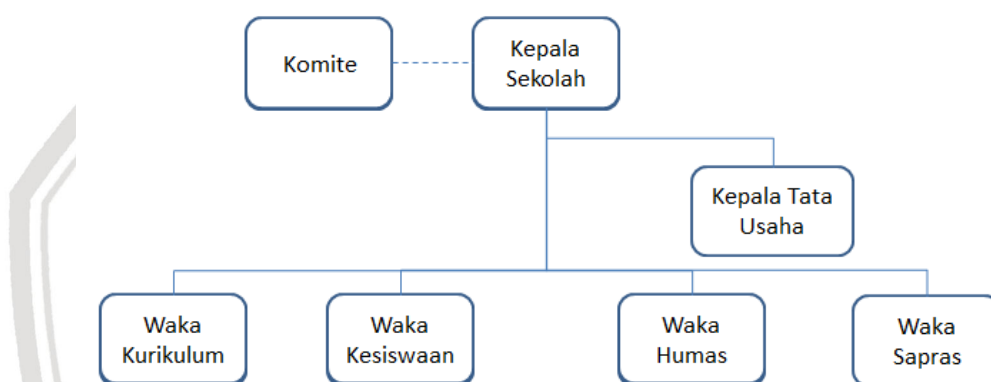 Komite
Kepala
Sekolah
Kepala Tata
Usaha
Waka
Kurikulum
Waka
Kesiswaan
Waka
Humas
Waka
Sapras